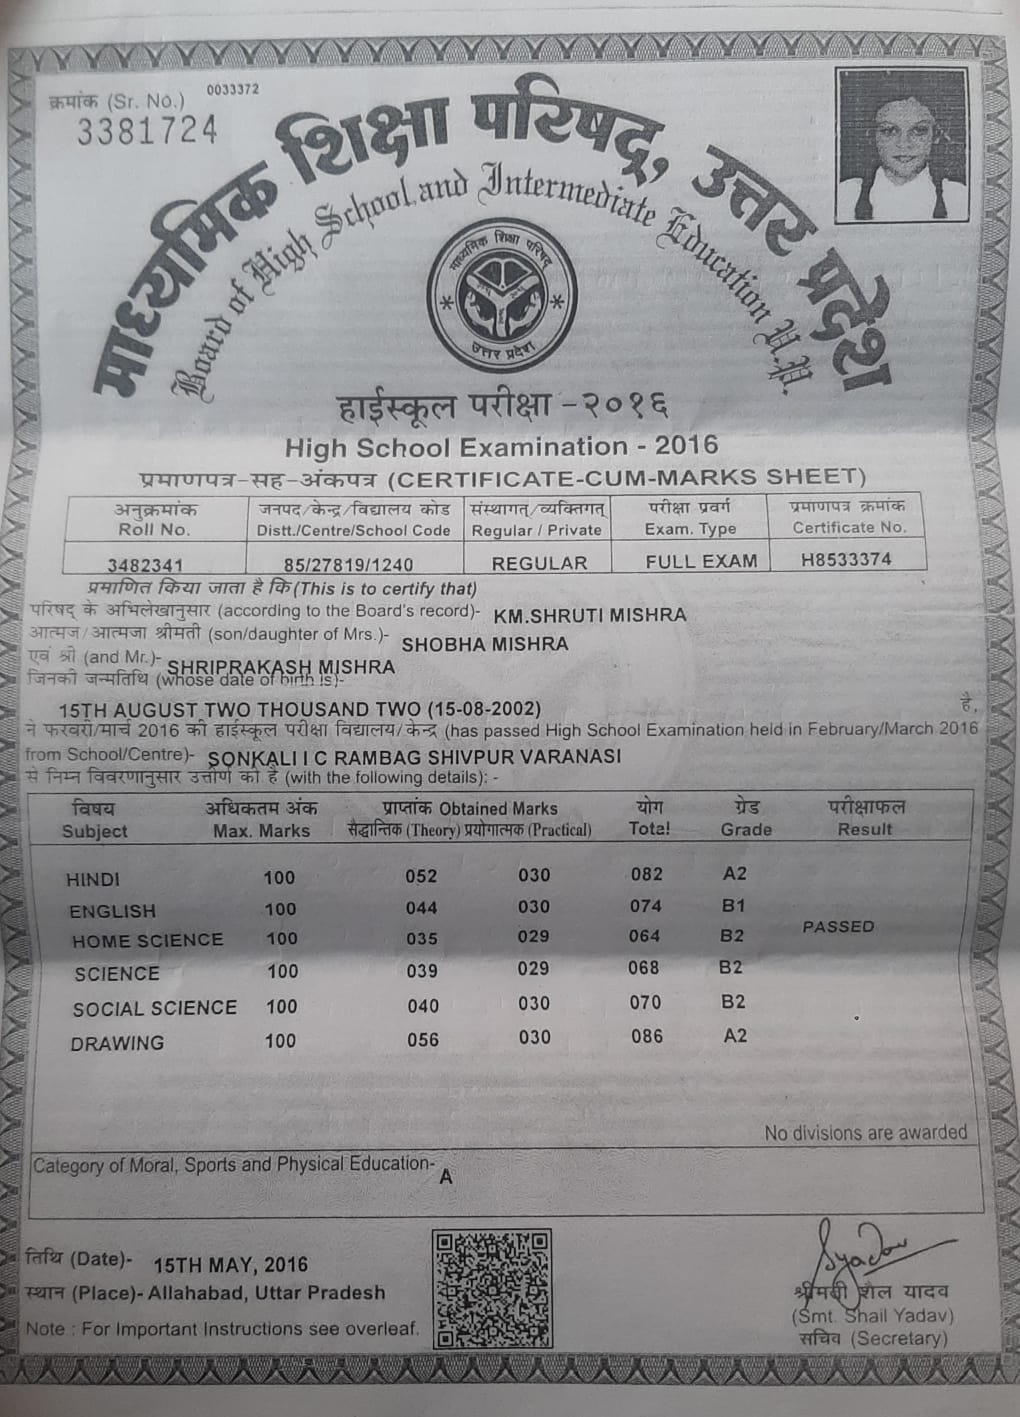 क्रमांक (Sr. No.) 0033372
3381724
माध्यमिक शिक्षा परिषद्, उत्तर प्रदेश
Board of High School and Intermediate Education U.P.
माध्यमिक शिक्षा परिषद्
उत्तर प्रदेश
हाईस्कूल परीक्षा -२०१६
High School Examination - 2016
प्रमाणपत्र-सह-अंकपत्र (CERTIFICATE-CUM-MARKS SHEET)
अनुक्रमांक जनपद/केन्द्र/विद्यालय कोड संस्थागत्/व्यक्तिगत् परीक्षा प्रवर्ग प्रमाणपत्र क्रमांक
Roll No. Distt./Centre/School Code Regular / Private Exam. Type Certificate No.
3482341 85/27819/1240 REGULAR FULL EXAM H8533374
प्रमाणित किया जाता है कि (This is to certify that)
परिषद् के अभिलेखानुसार (according to the Board's record)- KM.SHRUTI MISHRA
आत्मज/आत्मजा श्रीमती (son/daughter of Mrs.)- SHOBHA MISHRA
एवं श्री (and Mr.)- SHRIPRAKASH MISHRA
जिनकी जन्मतिथि (whose date of birth is)-
15TH AUGUST TWO THOUSAND TWO (15-08-2002) है,
ने फरवरी/मार्च 2016 की हाईस्कूल परीक्षा विद्यालय/केन्द्र (has passed High School Examination held in February/March 2016
from School/Centre)- SONKALI I C RAMBAG SHIVPUR VARANASI
से निम्न विवरणानुसार उत्तीर्ण की है (with the following details): -
विषय अधिकतम अंक प्राप्तांक Obtained Marks योग ग्रेड परीक्षाफल
Subject Max. Marks सैद्धान्तिक (Theory) प्रयोगात्मक (Practical) Total Grade Result
HINDI 100 052 030 082 A2
ENGLISH 100 044 030 074 B1
PASSED
HOME SCIENCE 100 035 029 064 B2
SCIENCE 100 039 029 068 B2
SOCIAL SCIENCE 100 040 030 070 B2
DRAWING 100 056 030 086 A2
No divisions are awarded
Category of Moral, Sports and Physical Education- A
तिथि (Date)- 15TH MAY, 2016
स्थान (Place)- Allahabad, Uttar Pradesh
Note : For Important Instructions see overleaf.
SYadav
श्रीमती शैल यादव
(Smt. Shail Yadav)
सचिव (Secretary)